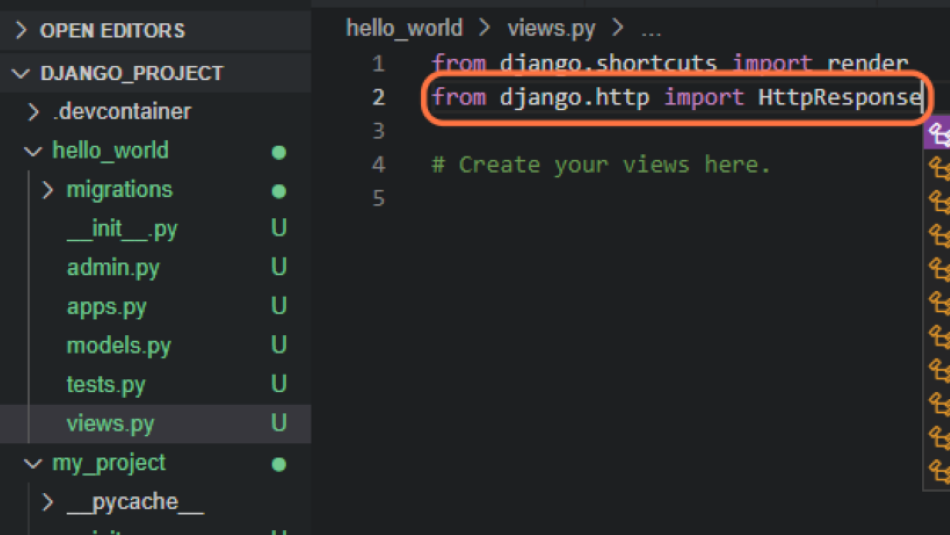 OPEN EDITORS
DJANGO_PROJECT
.devcontainer
hello_world
migrations
__init__.py U
admin.py U
apps.py U
models.py U
tests.py U
views.py U
my_project
__pycache__
hello_world > views.py > ...
1 from django.shortcuts import render
2 from django.http import HttpResponse
3
4 # Create your views here.
5